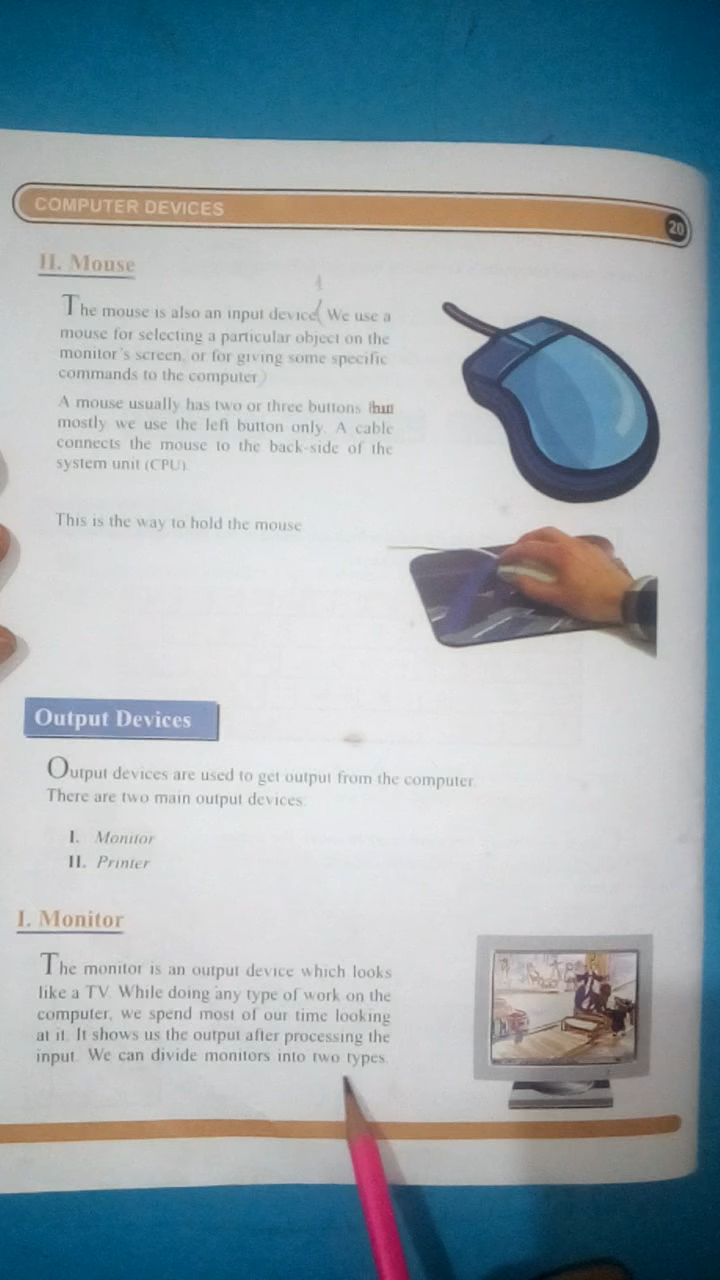 COMPUTER DEVICES
20
II. Mouse
The mouse is also an input device. We use a
mouse for selecting a particular object on the
monitor's screen, or for giving some specific
commands to the computer.
A mouse usually has two or three buttons but
mostly we use the left button only. A cable
connects the mouse to the back-side of the
system unit (CPU).
This is the way to hold the mouse
Output Devices
Output devices are used to get output from the computer.
There are two main output devices:
I. Monitor
II. Printer
I. Monitor
The monitor is an output device which looks
like a TV. While doing any type of work on the
computer, we spend most of our time looking
at it. It shows us the output after processing the
input. We can divide monitors into two types.